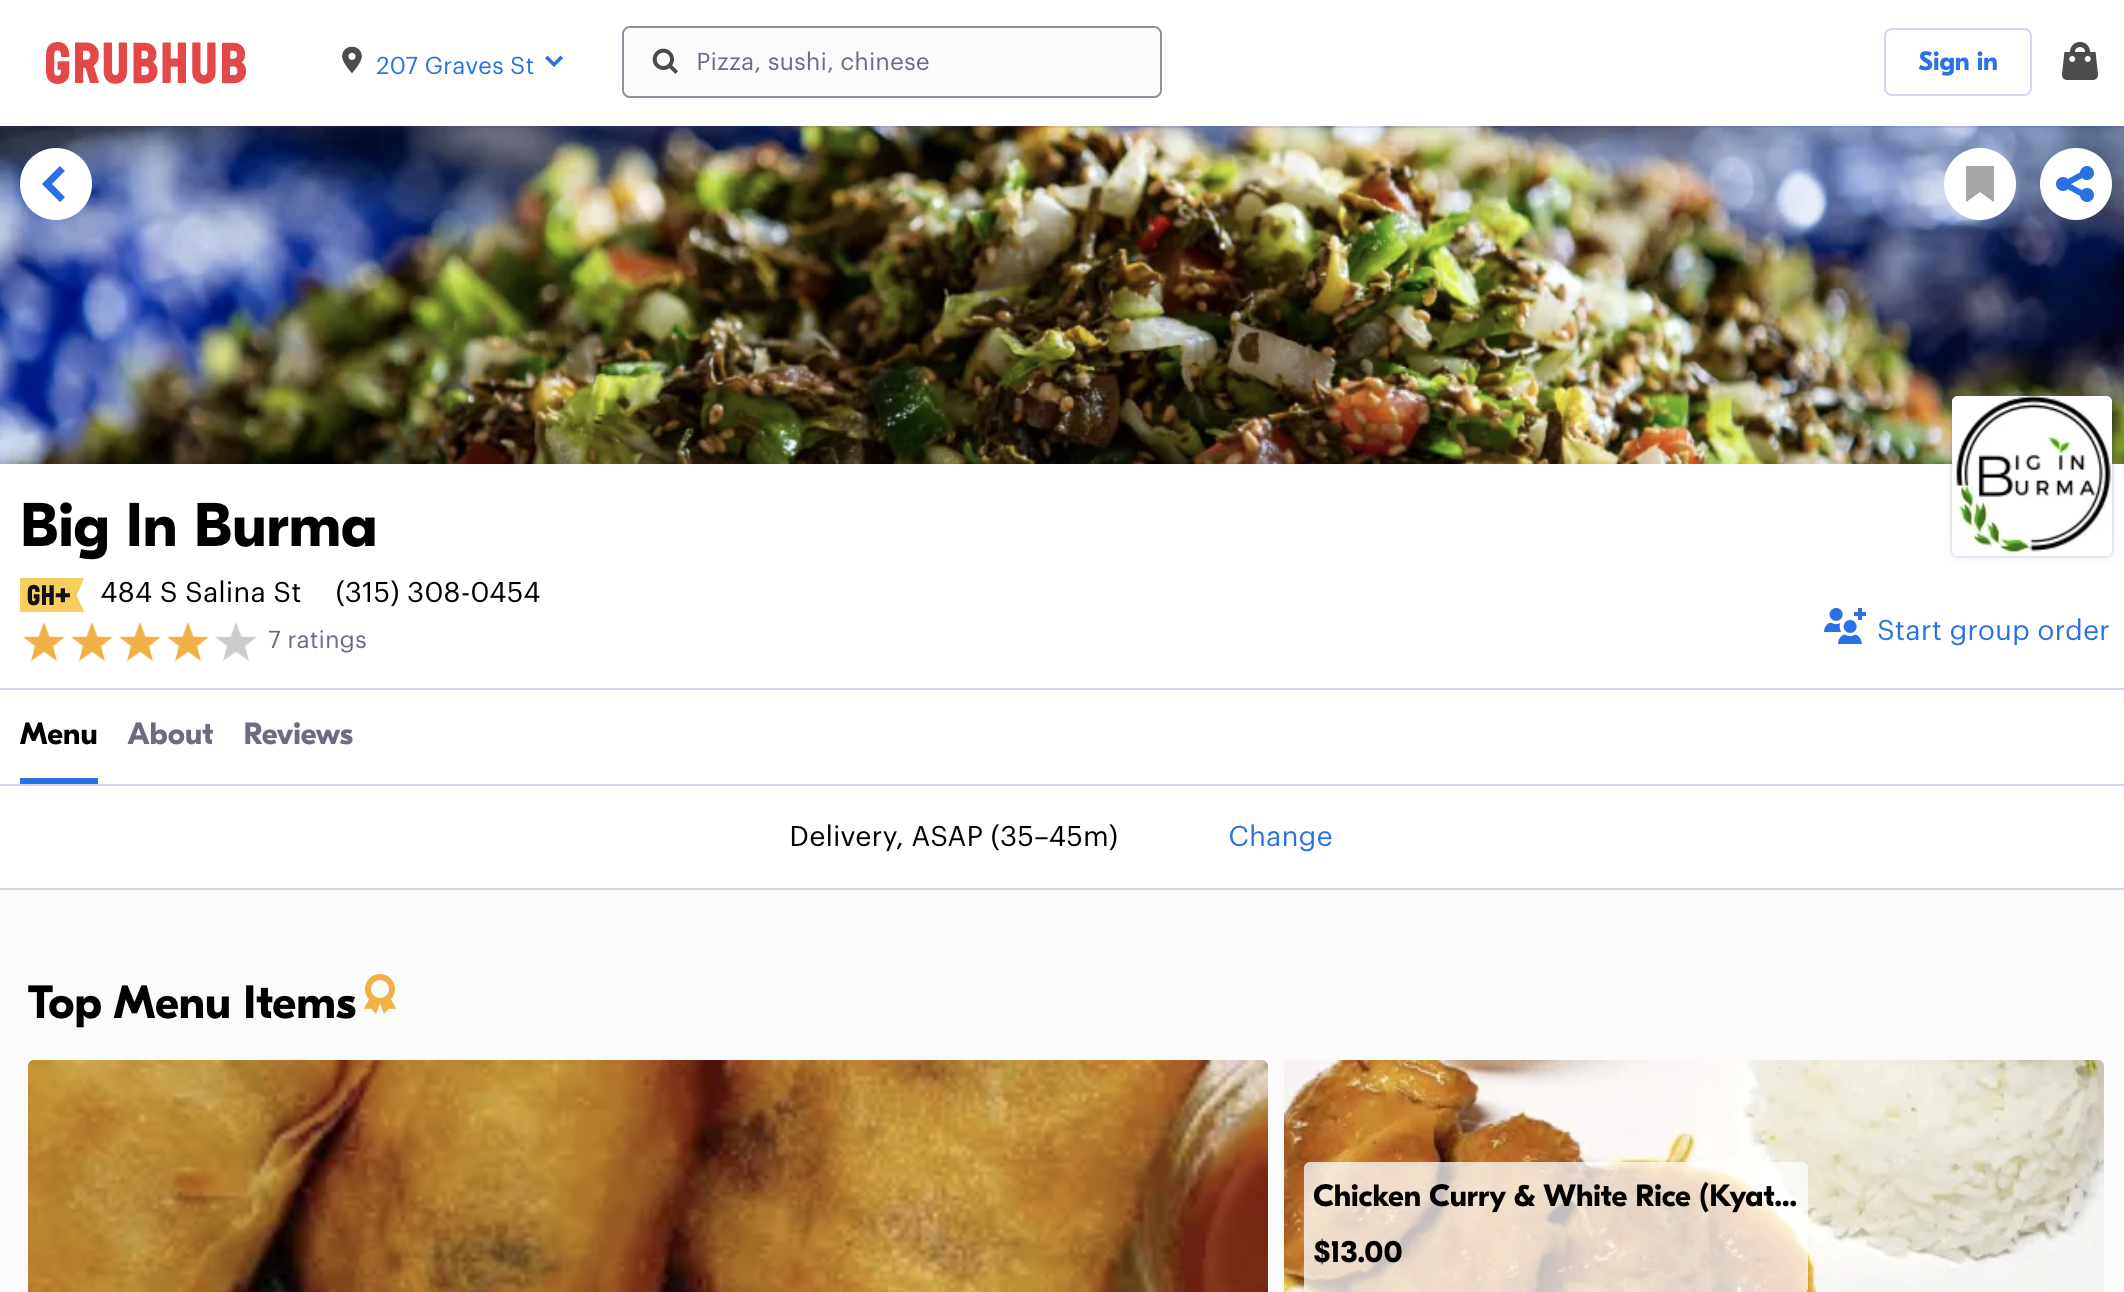 GRUBHUB
207 Graves St
Pizza, sushi, chinese
Sign in
BIG IN
BURMA
Big In Burma
GH+ 484 S Salina St (315) 308-0454
7 ratings
Start group order
Menu About Reviews
Delivery, ASAP (35–45m) Change
Top Menu Items
Chicken Curry & White Rice (Kyat...
$13.00